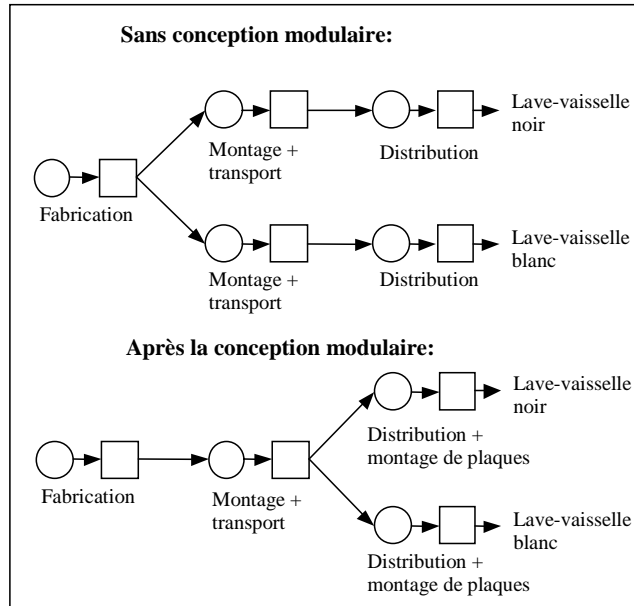 Sans conception modulaire:
Lave-vaisselle
noir
Montage +
transport
Distribution
Fabrication
Lave-vaisselle
blanc
Montage +
transport
Distribution
Après la conception modulaire:
Lave-vaisselle
noir
Distribution +
montage de plaques
Fabrication
Montage +
transport
Lave-vaisselle
blanc
Distribution +
montage de plaques